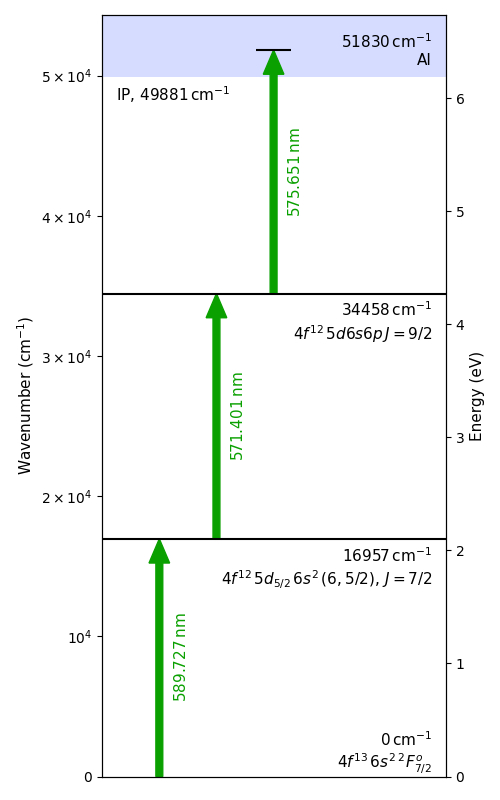 51830 cm⁻¹
AI
IP, 49881 cm⁻¹
575.651 nm
34458 cm⁻¹
4f¹² 5d6s6p J = 9/2
571.401 nm
16957 cm⁻¹
4f¹² 5d₅/₂ 6s² (6, 5/2), J = 7/2
589.727 nm
0 cm⁻¹
4f¹³ 6s² ²F°₇/₂
Wavenumber (cm⁻¹)
5 × 10⁴
4 × 10⁴
3 × 10⁴
2 × 10⁴
10⁴
0
Energy (eV)
6
5
4
3
2
1
0